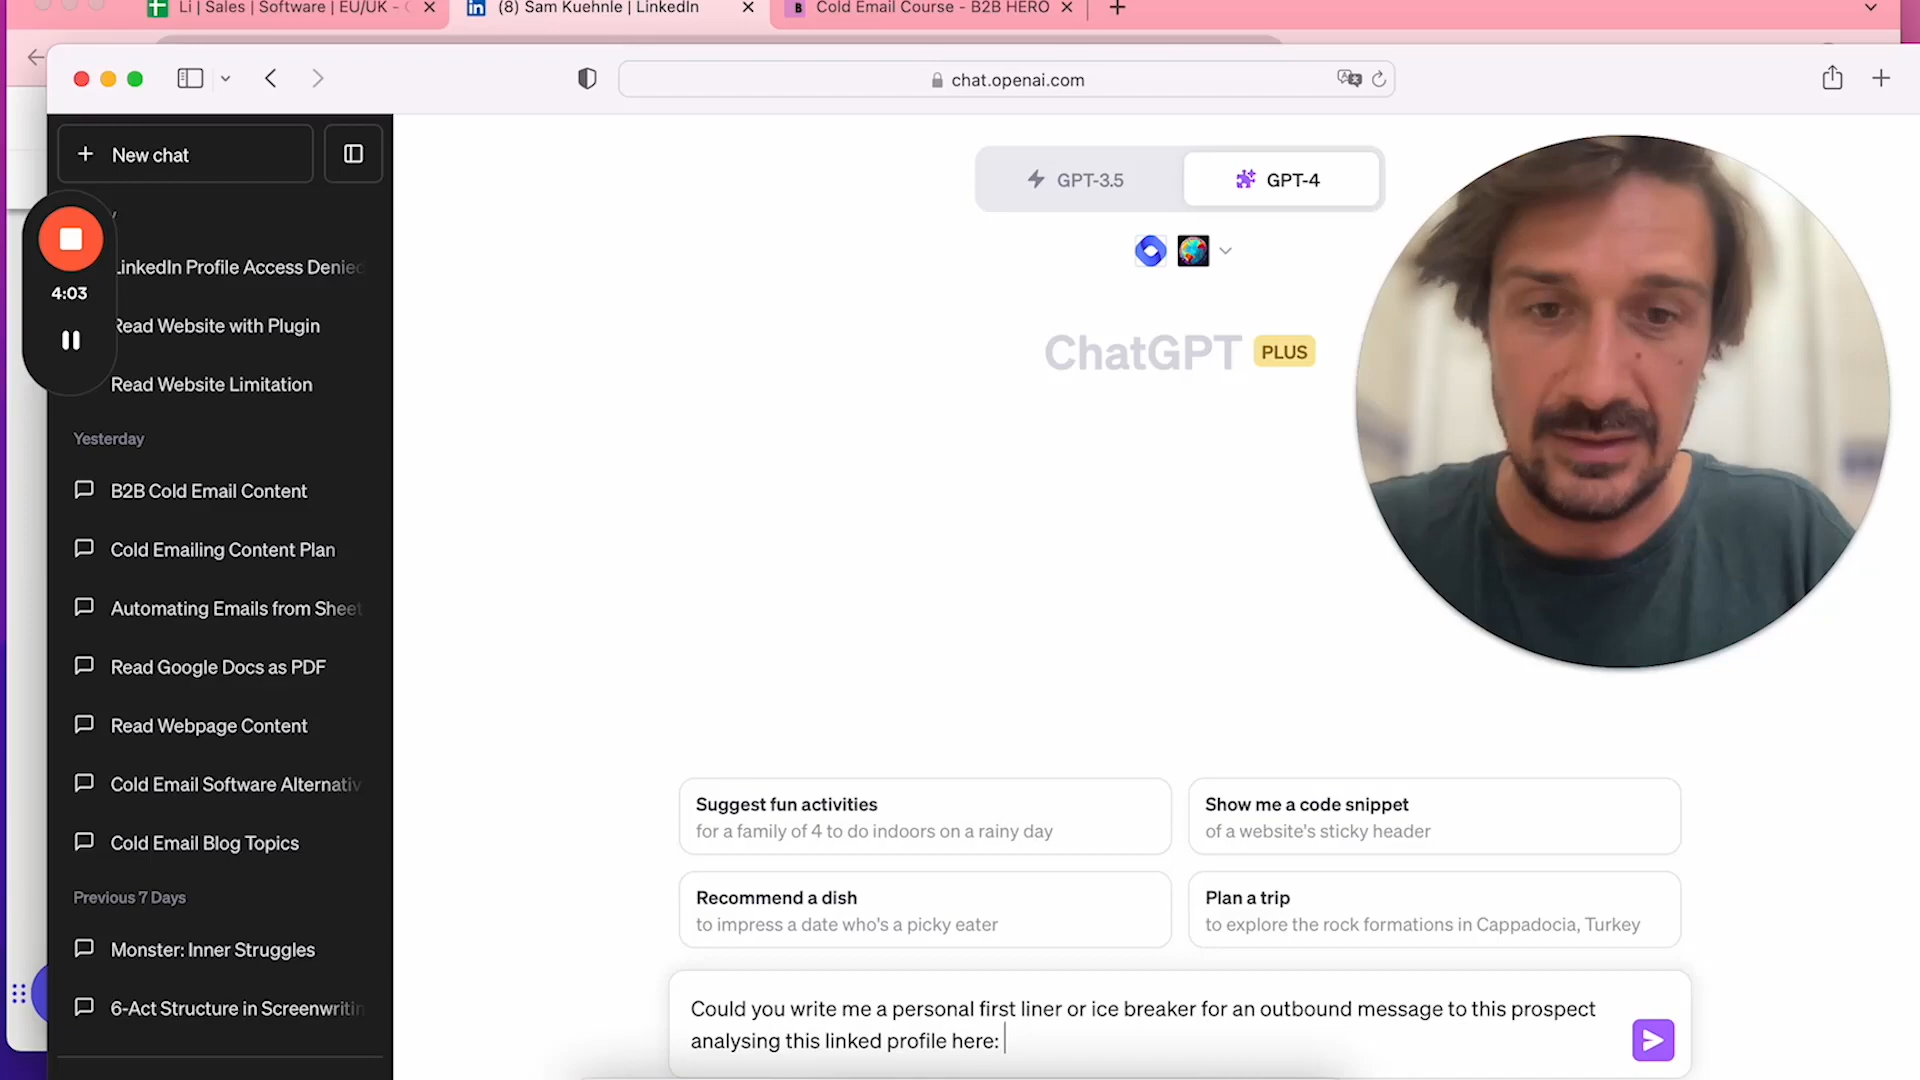 Li | Sales | Software | EU/UK -
(8) Sam Kuehnle | LinkedIn
Cold Email Course - B2B HERO
chat.openai.com
New chat
4:03
LinkedIn Profile Access Denied
Read Website with Plugin
Read Website Limitation
Yesterday
B2B Cold Email Content
Cold Emailing Content Plan
Automating Emails from Sheet
Read Google Docs as PDF
Read Webpage Content
Cold Email Software Alternativ
Cold Email Blog Topics
Previous 7 Days
Monster: Inner Struggles
6-Act Structure in Screenwritin
GPT-3.5
GPT-4
ChatGPT PLUS
Suggest fun activities
for a family of 4 to do indoors on a rainy day
Show me a code snippet
of a website's sticky header
Recommend a dish
to impress a date who's a picky eater
Plan a trip
to explore the rock formations in Cappadocia, Turkey
Could you write me a personal first liner or ice breaker for an outbound message to this prospect
analysing this linked profile here: